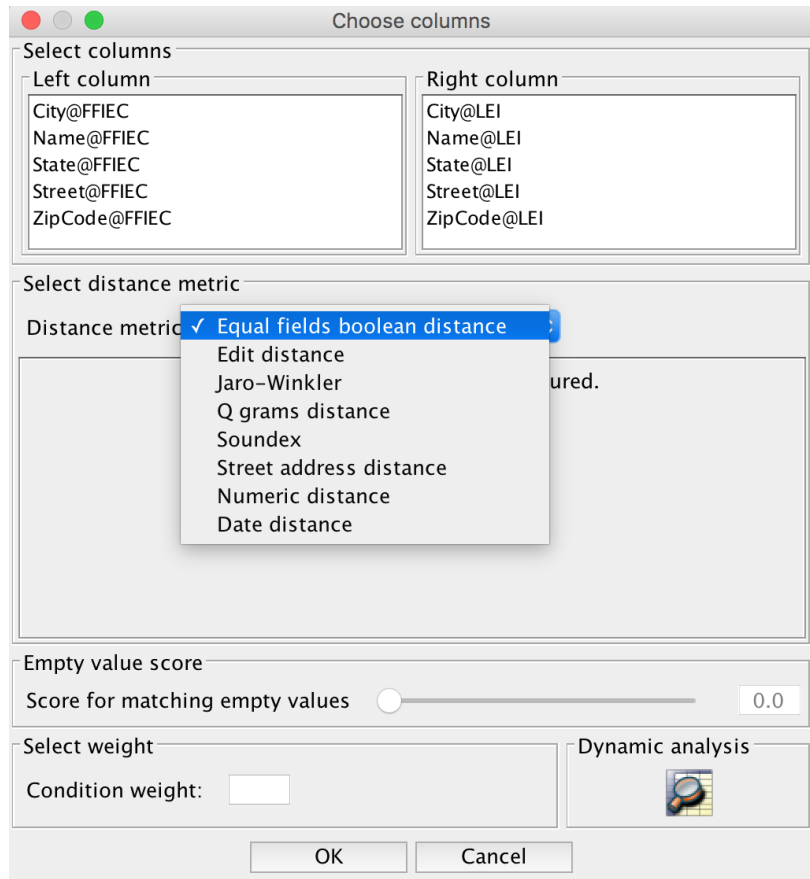 Choose columns
Select columns
Left column
Right column
City@FFIEC
Name@FFIEC
State@FFIEC
Street@FFIEC
ZipCode@FFIEC
City@LEI
Name@LEI
State@LEI
Street@LEI
ZipCode@LEI
Select distance metric
Distance metric
✓ Equal fields boolean distance
Edit distance
Jaro-Winkler
Q grams distance
Soundex
Street address distance
Numeric distance
Date distance
ured.
Empty value score
Score for matching empty values
0.0
Select weight
Condition weight:
Dynamic analysis
OK
Cancel